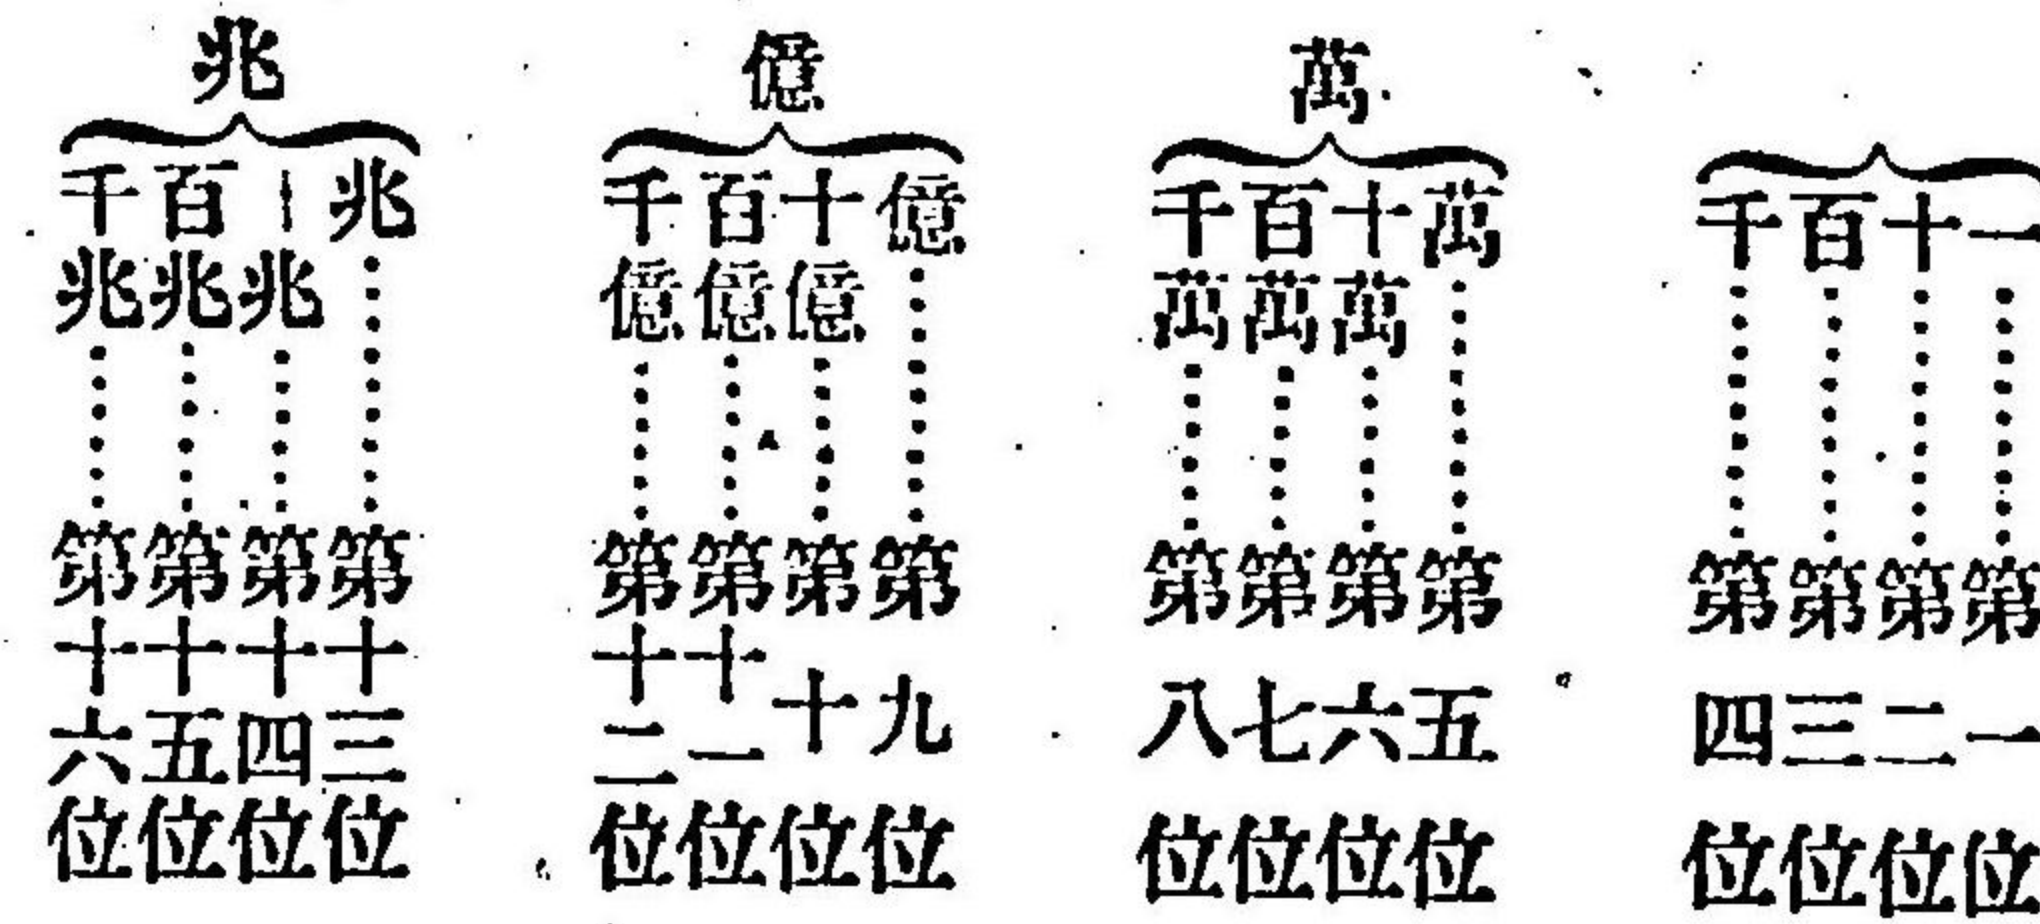 一……第一位
十……第二位
百……第三位
千……第四位
萬
萬……第五位
十萬……第六位
百萬……第七位
千萬……第八位
億
億……第九位
十億……第十位
百億……第十一位
千億……第十二位
兆
兆……第十三位
十兆……第十四位
百兆……第十五位
千兆……第十六位